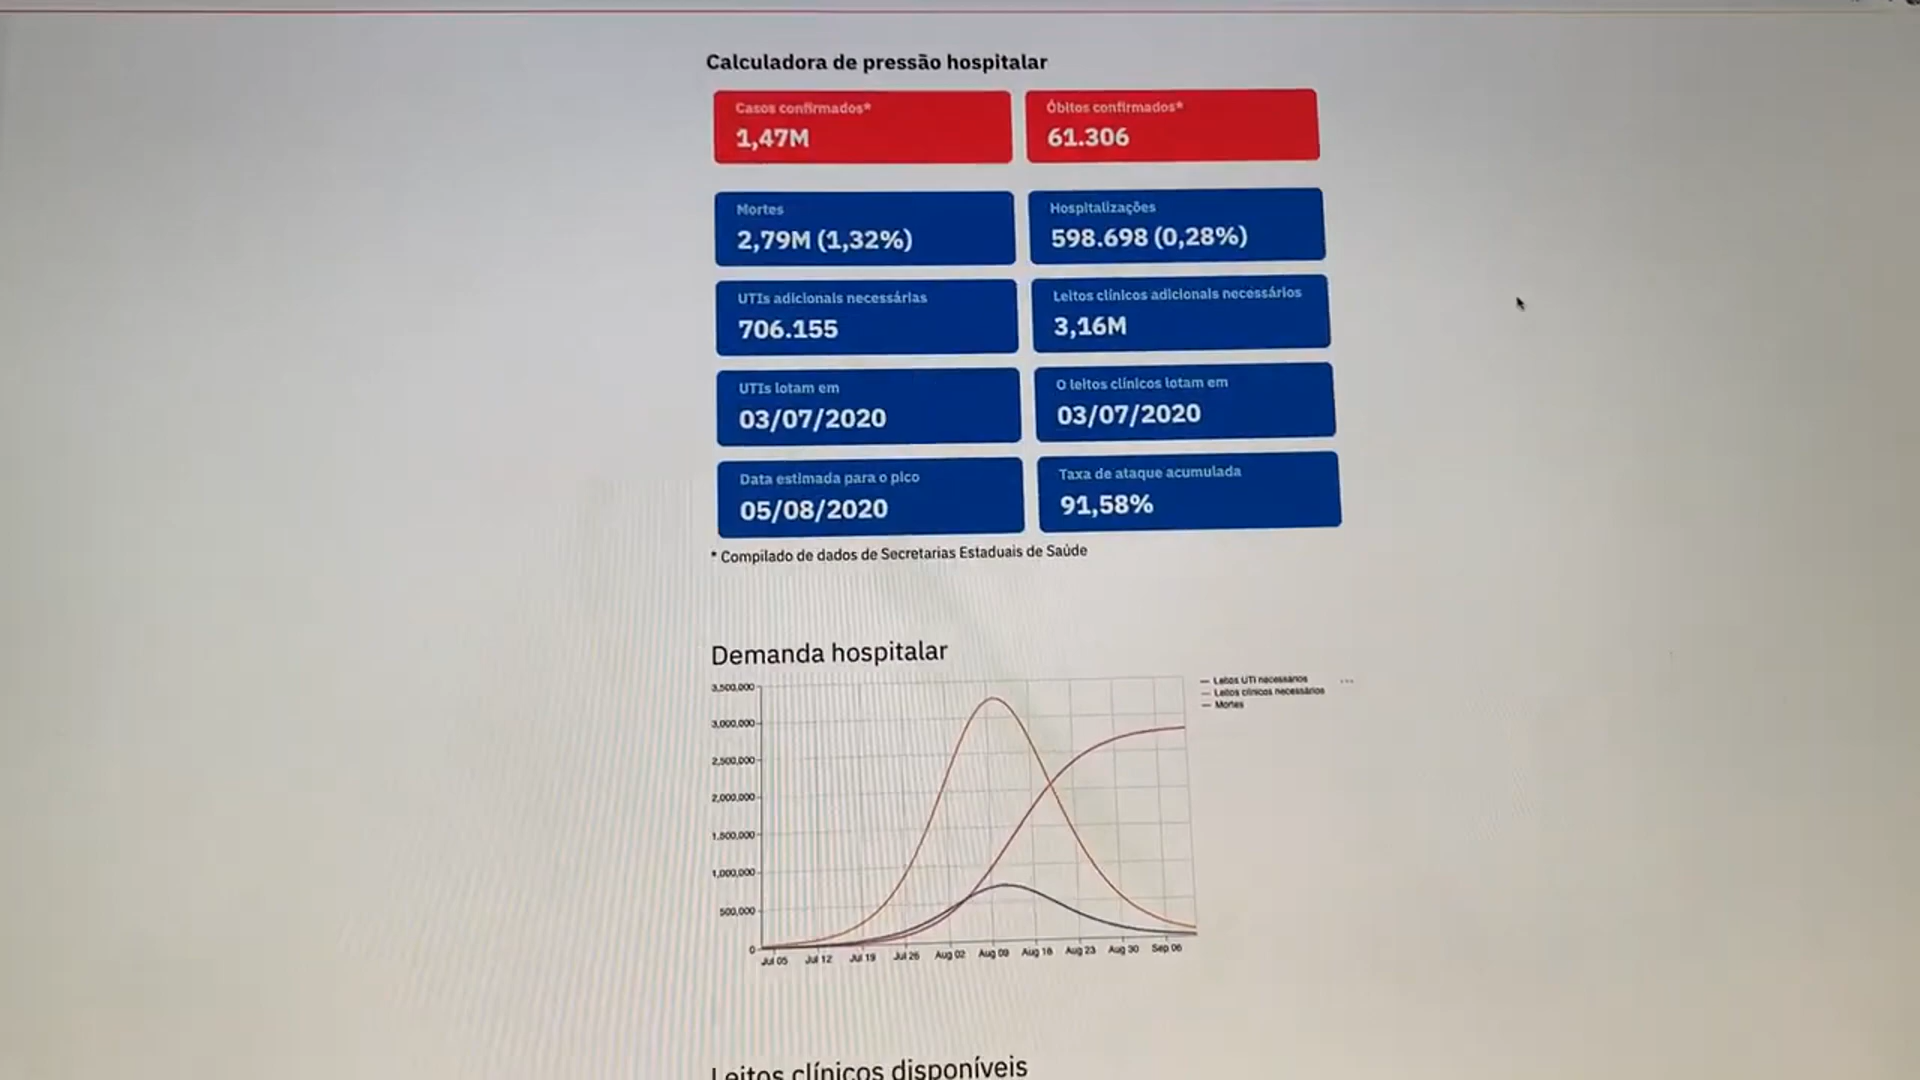 Calculadora de pressão hospitalar
Casos confirmados*
1,47M
Óbitos confirmados*
61.306
Mortes
2,79M (1,32%)
Hospitalizações
598.698 (0,28%)
UTIs adicionais necessárias
706.155
Leitos clínicos adicionais necessários
3,16M
UTIs lotam em
03/07/2020
O leitos clínicos lotam em
03/07/2020
Data estimada para o pico
05/08/2020
Taxa de ataque acumulada
91,58%
* Compilado de dados de Secretarias Estaduais de Saúde
Demanda hospitalar
3,500,000
3,000,000
2,500,000
2,000,000
1,500,000
1,000,000
500,000
0
Jul 05 Jul 12 Jul 19 Jul 26 Aug 02 Aug 09 Aug 16 Aug 23 Aug 30 Sep 06
Leitos UTI necessários
Leitos clínicos necessários
Mortes
Leitos clínicos disponíveis